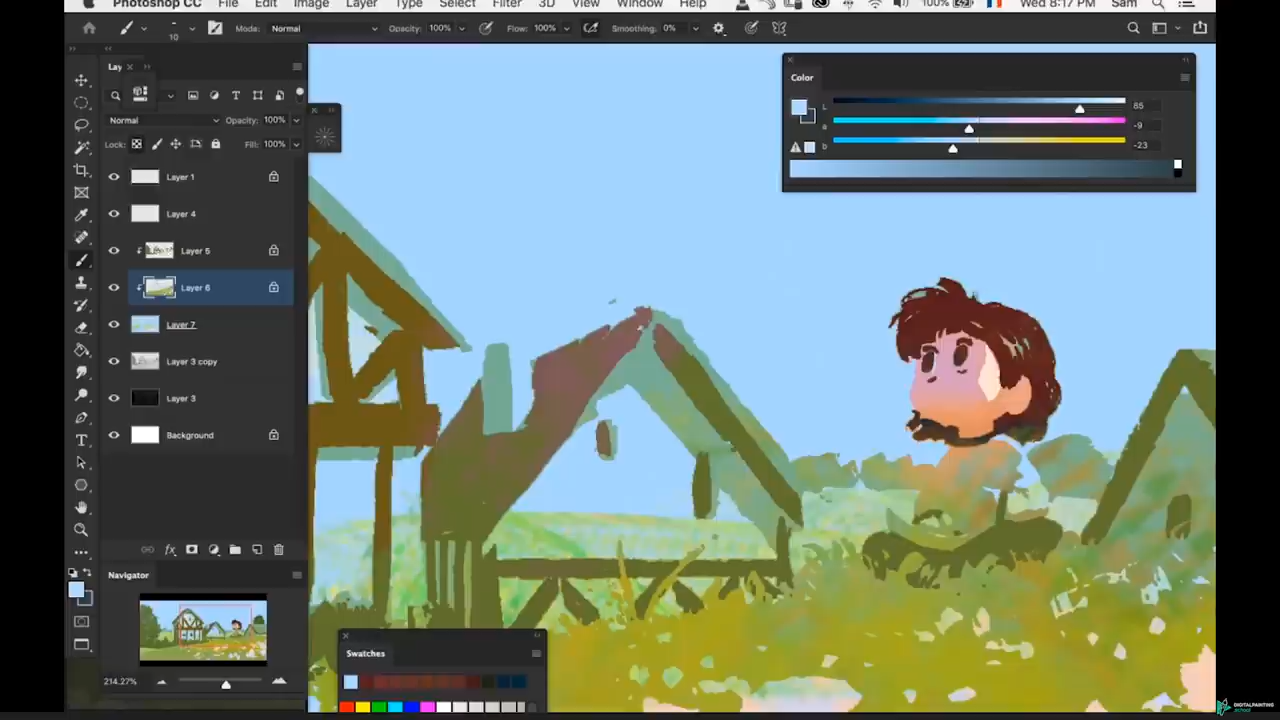 Photoshop CC File Edit Image Layer Type Select Filter 3D View Window Help 100% Wed 8:17 PM Sam
10 Mode: Normal Opacity: 100% Flow: 100% Smoothing: 0%
Lay
Normal Opacity: 100%
Lock: Fill: 100%
Layer 1
Layer 4
Layer 5
Layer 6
Layer 7
Layer 3 copy
Layer 3
Background
Navigator
214.27%
Color
L 85
a -9
b -23
Swatches
DIGITALPAINTING
.school